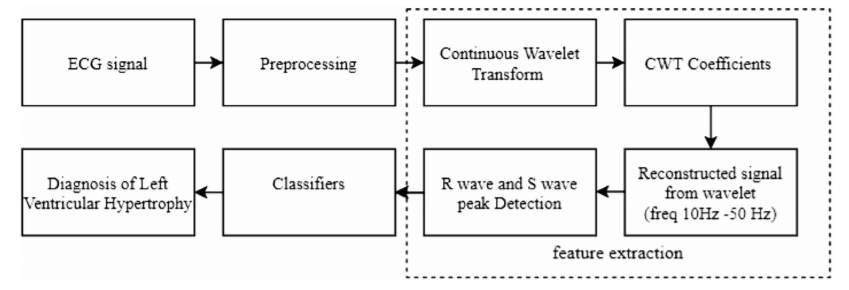 ECG signal
Preprocessing
Continuous Wavelet
Transform
CWT Coefficients
Reconstructed signal
from wavelet
(freq 10Hz -50 Hz)
R wave and S wave
peak Detection
Classifiers
Diagnosis of Left
Ventricular Hypertrophy
feature extraction